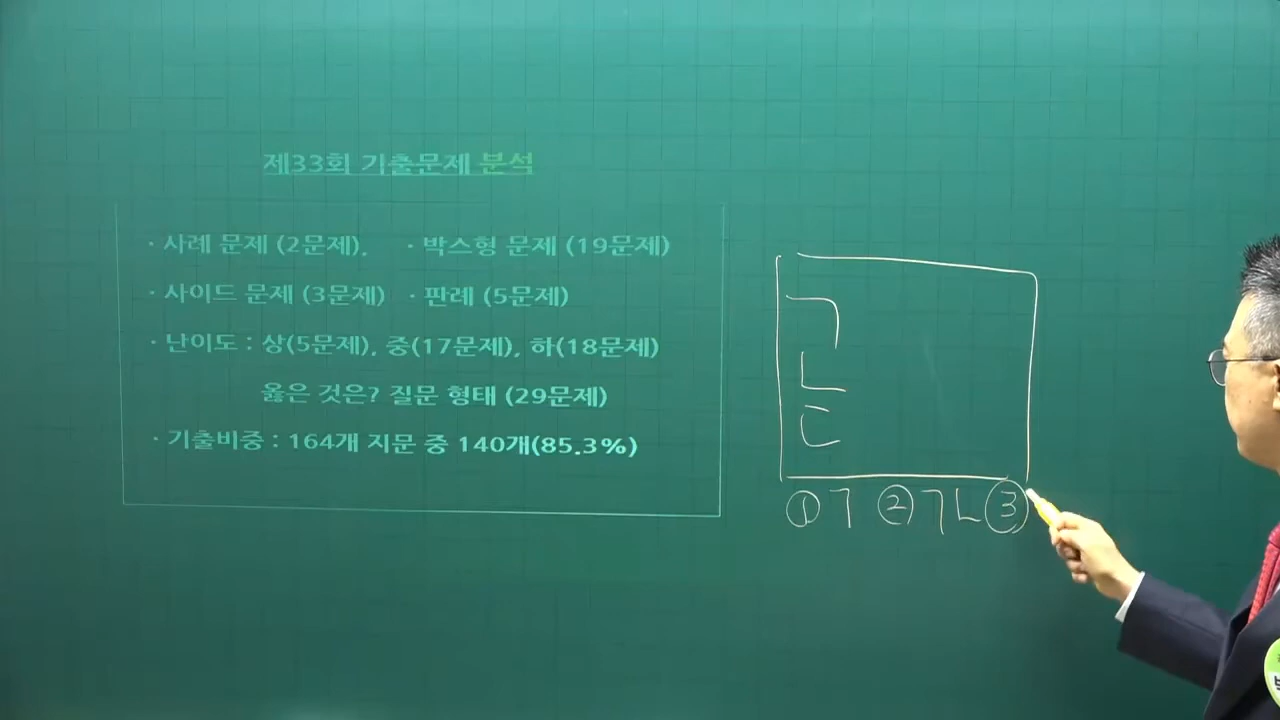 제33회 기출문제 분석
· 사례 문제 (2문제), · 박스형 문제 (19문제)
· 사이드 문제 (3문제) · 판례 (5문제)
· 난이도 : 상(5문제), 중(17문제), 하(18문제)
옳은 것은? 질문 형태 (29문제)
· 기출비중 : 164개 지문 중 140개(85.3%)
ㄱ
ㄴ
ㄷ
① ㄱ ② ㄱㄴ ③